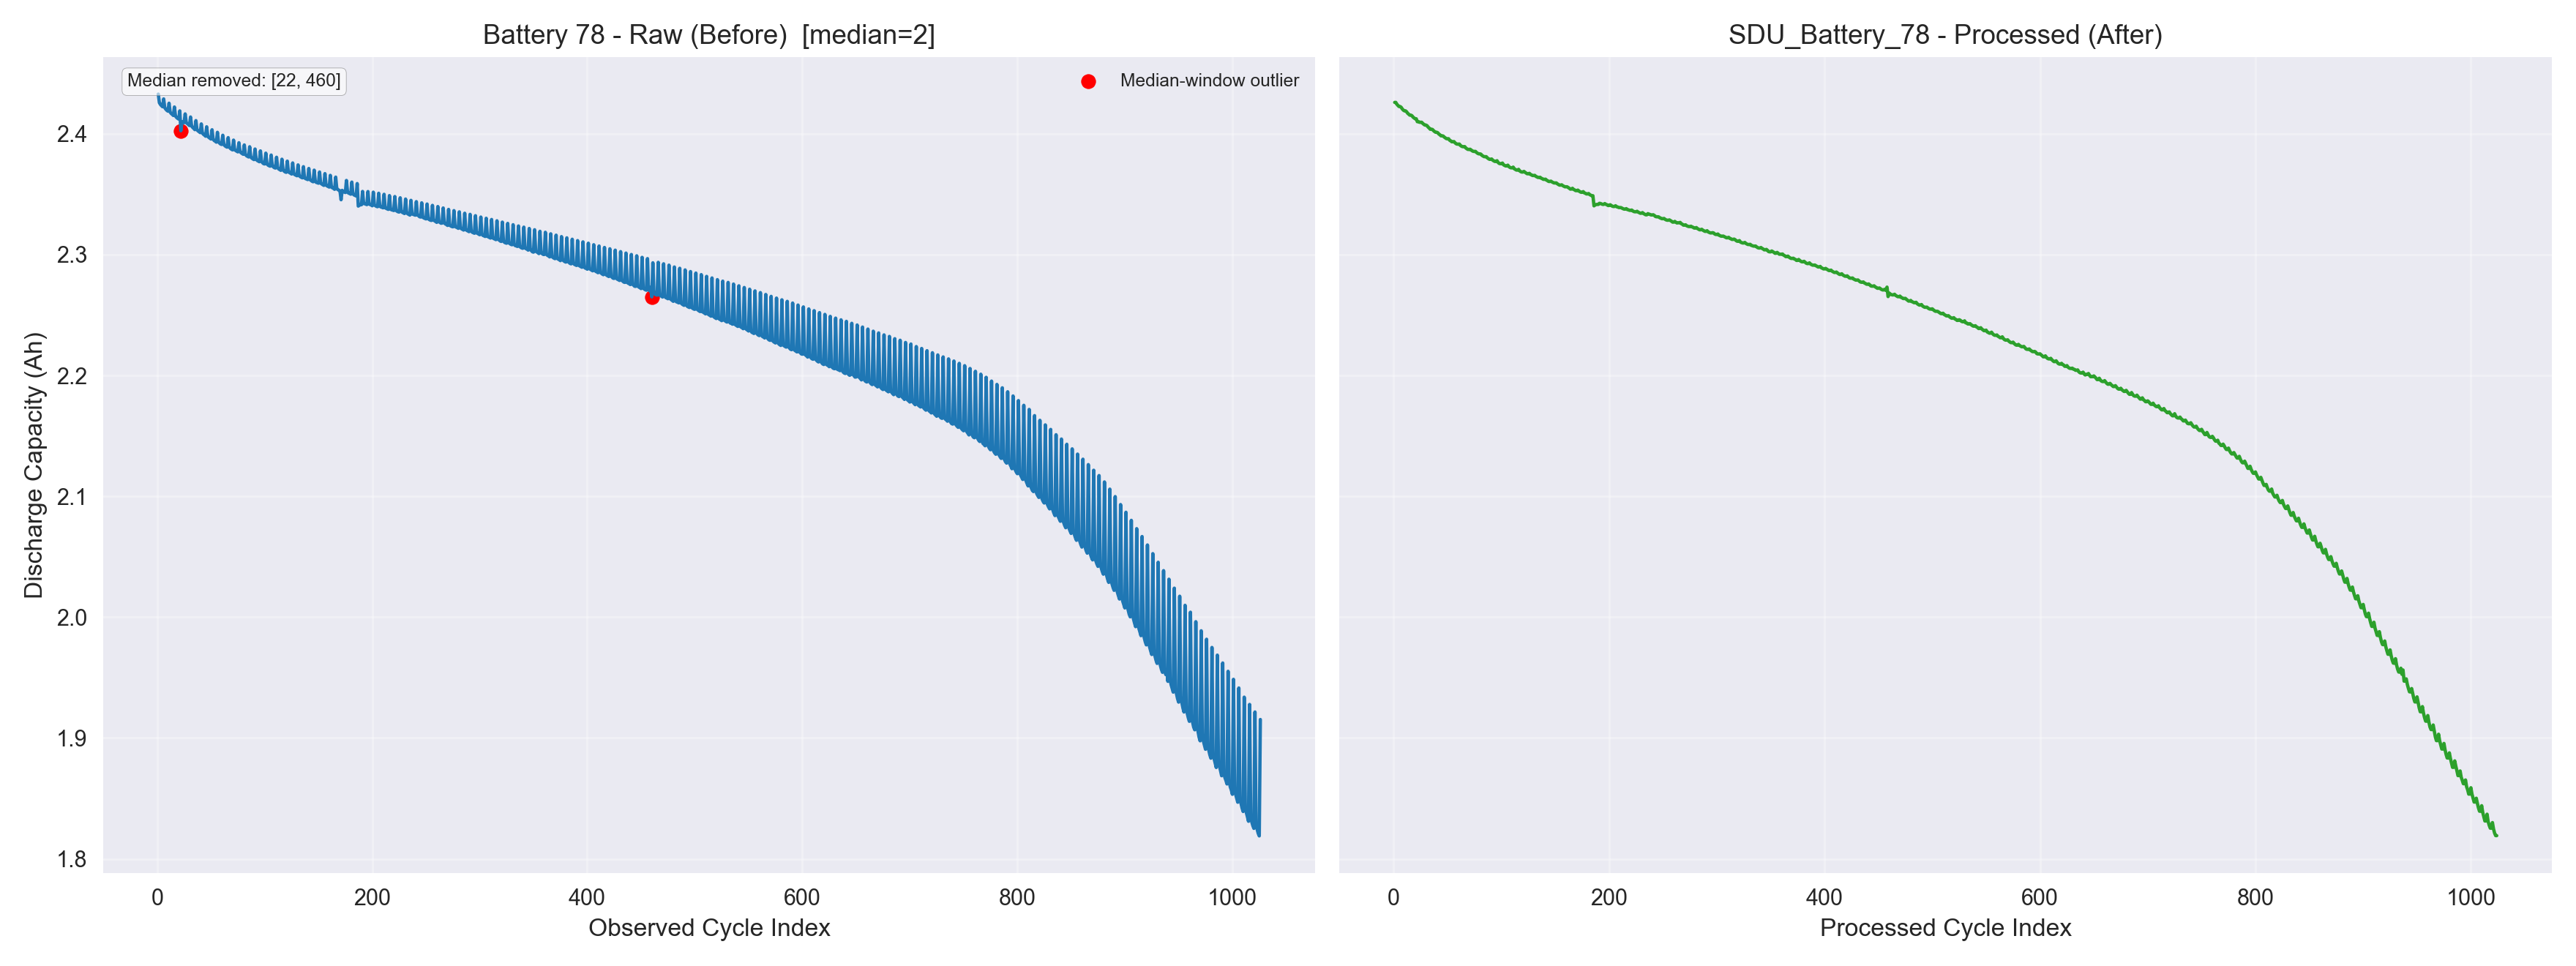 Battery 78 - Raw (Before) [median=2]
Median removed: [22, 460]
Median-window outlier
Discharge Capacity (Ah)
2.4
2.3
2.2
2.1
2.0
1.9
1.8
0 200 400 600 800 1000
Observed Cycle Index
SDU_Battery_78 - Processed (After)
0 200 400 600 800 1000
Processed Cycle Index